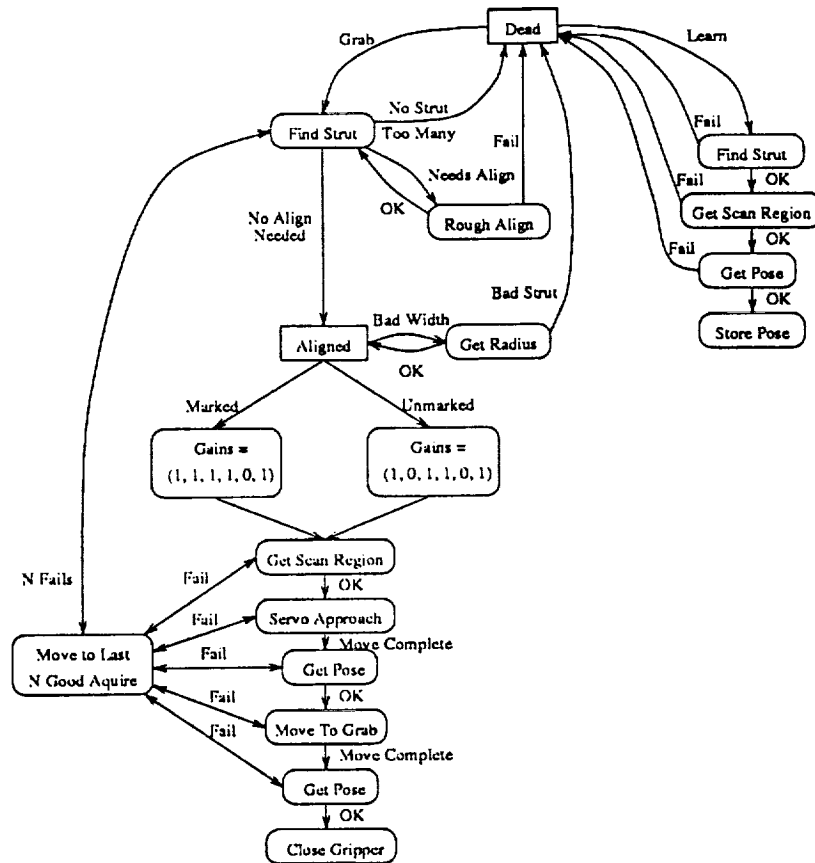 Dead
Grab
Learn
No Strut
Too Many
Find Strut
Fail
Fail
Find Strut
OK
Needs Align
OK
Rough Align
Fail
Get Scan Region
OK
No Align
Needed
Fail
Get Pose
OK
Bad Strut
Store Pose
Bad Width
Aligned
Get Radius
OK
Marked
Unmarked
Gains =
(1, 1, 1, 1, 0, 1)
Gains =
(1, 0, 1, 1, 0, 1)
Get Scan Region
N Fails
Fail
OK
Fail
Servo Approach
Move Complete
Move to Last
N Good Aquire
Fail
Get Pose
OK
Fail
Move To Grab
Fail
Move Complete
Get Pose
OK
Close Gripper